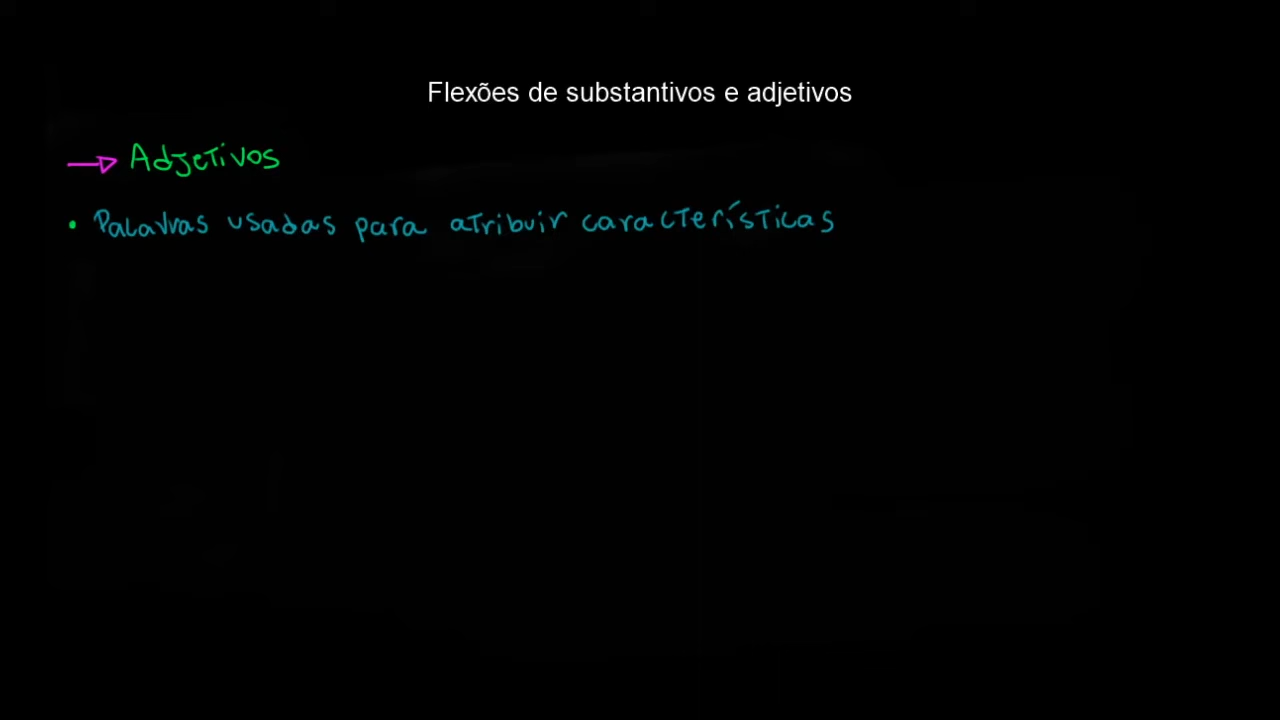 Flexões de substantivos e adjetivos
→ Adjetivos
• Palavras usadas para atribuir características